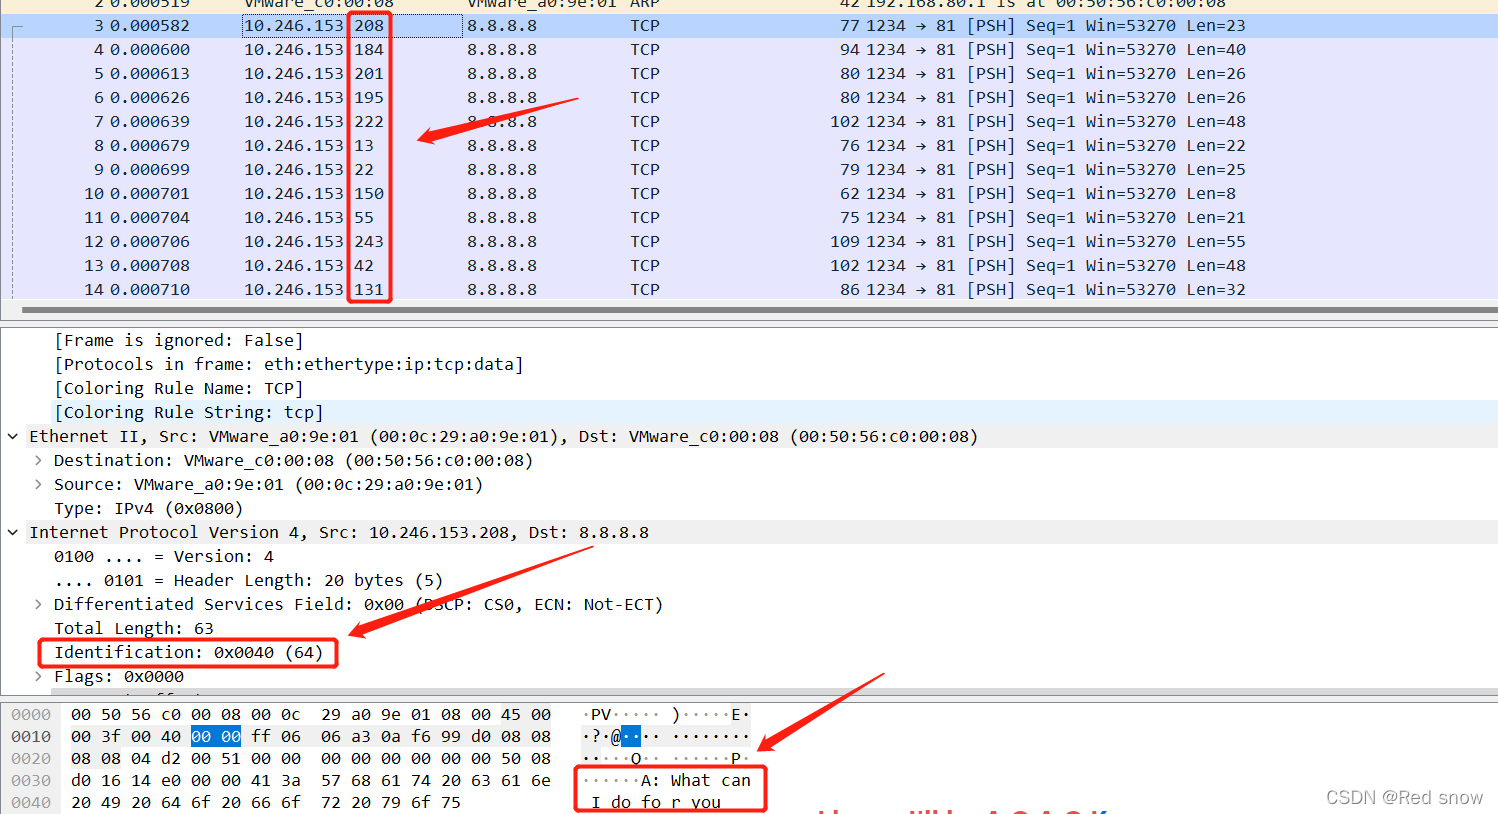 2 0.000519 VMware_c0:00:08 VMware_a0:9e:01 ARP 42 192.168.80.1 is at 00:50:56:c0:00:08
3 0.000582 10.246.153.208 8.8.8.8 TCP 77 1234 → 81 [PSH] Seq=1 Win=53270 Len=23
4 0.000600 10.246.153.184 8.8.8.8 TCP 94 1234 → 81 [PSH] Seq=1 Win=53270 Len=40
5 0.000613 10.246.153.201 8.8.8.8 TCP 80 1234 → 81 [PSH] Seq=1 Win=53270 Len=26
6 0.000626 10.246.153.195 8.8.8.8 TCP 80 1234 → 81 [PSH] Seq=1 Win=53270 Len=26
7 0.000639 10.246.153.222 8.8.8.8 TCP 102 1234 → 81 [PSH] Seq=1 Win=53270 Len=48
8 0.000679 10.246.153.13 8.8.8.8 TCP 76 1234 → 81 [PSH] Seq=1 Win=53270 Len=22
9 0.000699 10.246.153.22 8.8.8.8 TCP 79 1234 → 81 [PSH] Seq=1 Win=53270 Len=25
10 0.000701 10.246.153.150 8.8.8.8 TCP 62 1234 → 81 [PSH] Seq=1 Win=53270 Len=8
11 0.000704 10.246.153.55 8.8.8.8 TCP 75 1234 → 81 [PSH] Seq=1 Win=53270 Len=21
12 0.000706 10.246.153.243 8.8.8.8 TCP 109 1234 → 81 [PSH] Seq=1 Win=53270 Len=55
13 0.000708 10.246.153.42 8.8.8.8 TCP 102 1234 → 81 [PSH] Seq=1 Win=53270 Len=48
14 0.000710 10.246.153.131 8.8.8.8 TCP 86 1234 → 81 [PSH] Seq=1 Win=53270 Len=32
[Frame is ignored: False]
[Protocols in frame: eth:ethertype:ip:tcp:data]
[Coloring Rule Name: TCP]
[Coloring Rule String: tcp]
Ethernet II, Src: VMware_a0:9e:01 (00:0c:29:a0:9e:01), Dst: VMware_c0:00:08 (00:50:56:c0:00:08)
Destination: VMware_c0:00:08 (00:50:56:c0:00:08)
Source: VMware_a0:9e:01 (00:0c:29:a0:9e:01)
Type: IPv4 (0x0800)
Internet Protocol Version 4, Src: 10.246.153.208, Dst: 8.8.8.8
0100 .... = Version: 4
.... 0101 = Header Length: 20 bytes (5)
Differentiated Services Field: 0x00 (DSCP: CS0, ECN: Not-ECT)
Total Length: 63
Identification: 0x0040 (64)
Flags: 0x0000
0000 00 50 56 c0 00 08 00 0c 29 a0 9e 01 08 00 45 00 ·PV····· )·····E·
0010 00 3f 00 40 00 00 ff 06 06 a3 0a f6 99 d0 08 08 ·?·@···· ········
0020 08 08 04 d2 00 51 00 00 00 00 00 00 00 00 50 08 ·····Q·· ······P·
0030 d0 16 14 e0 00 00 41 3a 57 68 61 74 20 63 61 6e ······A: What can
0040 20 49 20 64 6f 20 66 6f 72 20 79 6f 75 I do fo r you
CSDN @Red snow